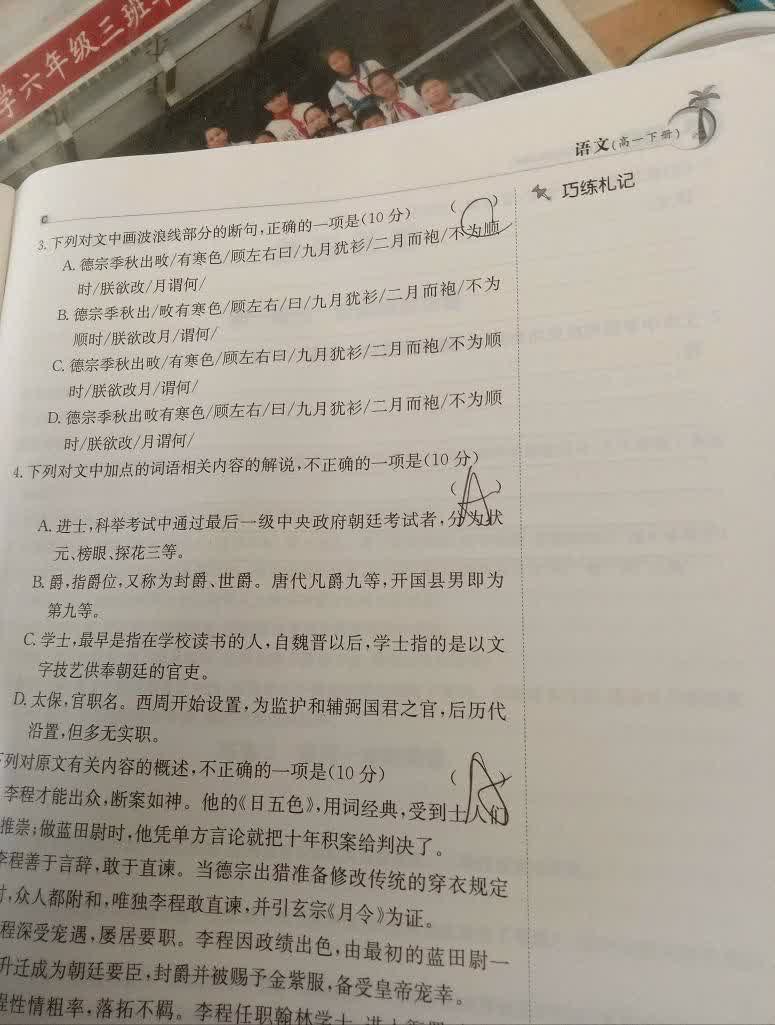 学六年级三班
语文(高一下册)
巧练札记
3. 下列对文中画波浪线部分的断句,正确的一项是(10 分) ( C )
A. 德宗季秋出畋/有寒色/顾左右曰/九月犹衫/二月而袍/不为顺
时/朕欲改/月谓何/
B. 德宗季秋出/畋有寒色/顾左右/曰/九月犹衫/二月而袍/不为
顺时/朕欲改月/谓何/
C. 德宗季秋出畋/有寒色/顾左右曰/九月犹衫/二月而袍/不为顺
时/朕欲改月/谓何/
D. 德宗季秋出畋有寒色/顾左右/曰/九月犹衫/二月而袍/不为顺
时/朕欲改/月谓何/
4. 下列对文中加点的词语相关内容的解说,不正确的一项是(10 分)
( A )
A. 进士,科举考试中通过最后一级中央政府朝廷考试者,分为状
元、榜眼、探花三等。
B. 爵,指爵位,又称为封爵、世爵。唐代凡爵九等,开国县男即为
第九等。
C. 学士,最早是指在学校读书的人,自魏晋以后,学士指的是以文
字技艺供奉朝廷的官吏。
D. 太保,官职名。西周开始设置,为监护和辅弼国君之官,后历代
沿置,但多无实职。
列对原文有关内容的概述,不正确的一项是(10 分) ( A )
李程才能出众,断案如神。他的《日五色》,用词经典,受到士人们
推崇;做蓝田尉时,他凭单方言论就把十年积案给判决了。
李程善于言辞,敢于直谏。当德宗出猎准备修改传统的穿衣规定
时,众人都附和,唯独李程敢直谏,并引玄宗《月令》为证。
程深受宠遇,屡居要职。李程因政绩出色,由最初的蓝田尉一
升迁成为朝廷要臣,封爵并被赐予金紫服,备受皇帝宠幸。
程性情粗率,落拓不羁。李程任职翰林学士